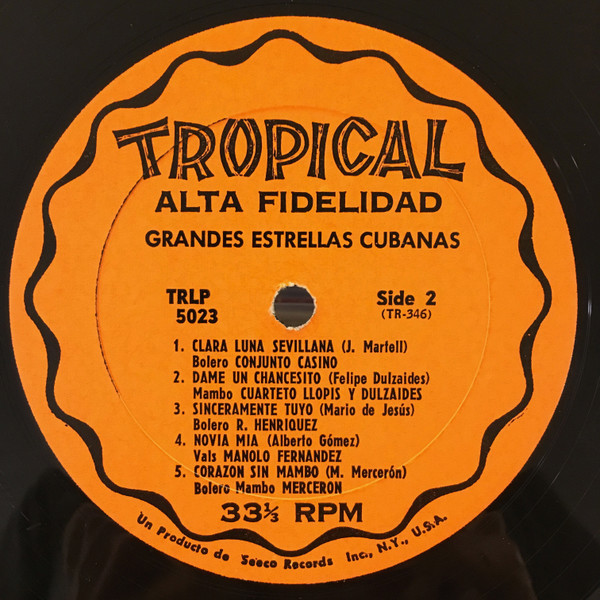 TROPICAL
ALTA FIDELIDAD
GRANDES ESTRELLAS CUBANAS
TRLP 5023
Side 2
(TR-346)
1. CLARA LUNA SEVILLANA (J. Martell)
Bolero CONJUNTO CASINO
2. DAME UN CHANCESITO (Felipe Dulzaides)
Mambo CUARTETO LLOPIS Y DULZAIDES
3. SINCERAMENTE TUYO (Mario de Jesús)
Bolero R. HENRIQUEZ
4. NOVIA MIA (Alberto Gómez)
Vals MANOLO FERNANDEZ
5. CORAZON SIN MAMBO (M. Mercerón)
Bolero Mambo MERCERON
33⅓ RPM
Un Producto de Seeco Records Inc., N.Y., U.S.A.